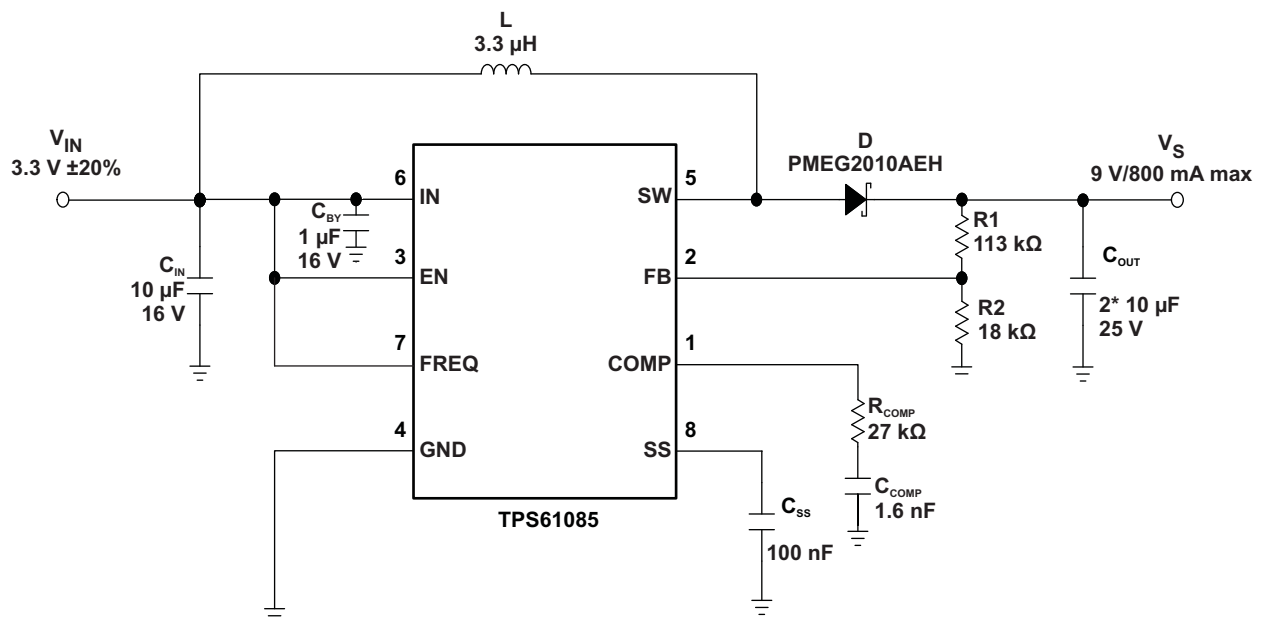 L
3.3 µH
V_IN
3.3 V ±20%
D
PMEG2010AEH
V_S
9 V/800 mA max
6
IN
SW
5
C_BY
1 µF
16 V
R1
113 kΩ
3
EN
FB
2
C_IN
10 µF
16 V
C_OUT
2* 10 µF
25 V
R2
18 kΩ
7
FREQ
COMP
1
R_COMP
27 kΩ
4
GND
SS
8
C_COMP
1.6 nF
C_SS
100 nF
TPS61085